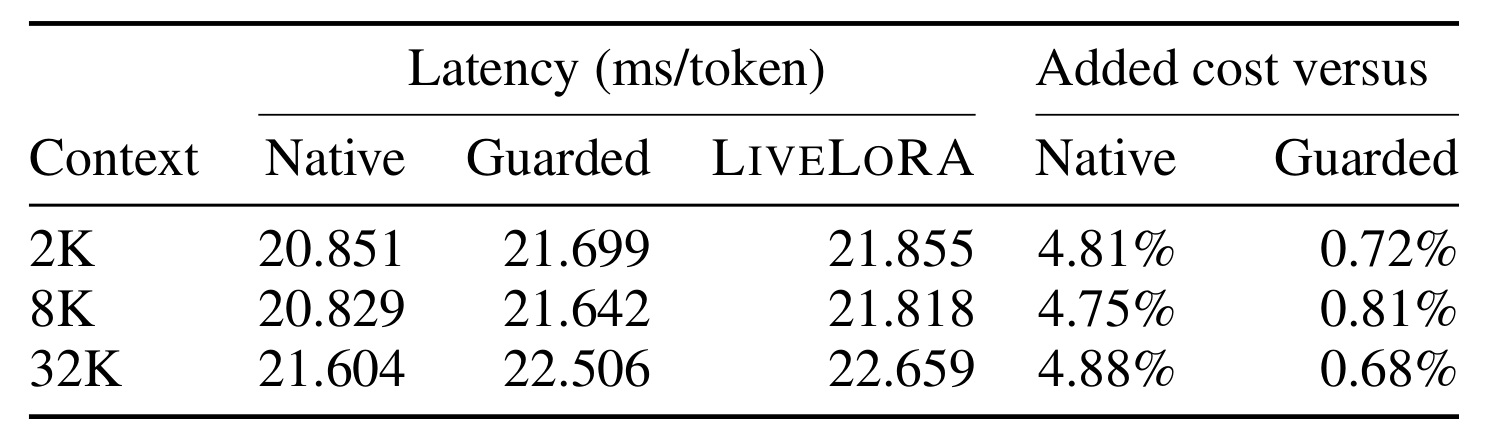 Latency (ms/token) Added cost versus
Context Native Guarded LIVELORA Native Guarded
2K 20.851 21.699 21.855 4.81% 0.72%
8K 20.829 21.642 21.818 4.75% 0.81%
32K 21.604 22.506 22.659 4.88% 0.68%